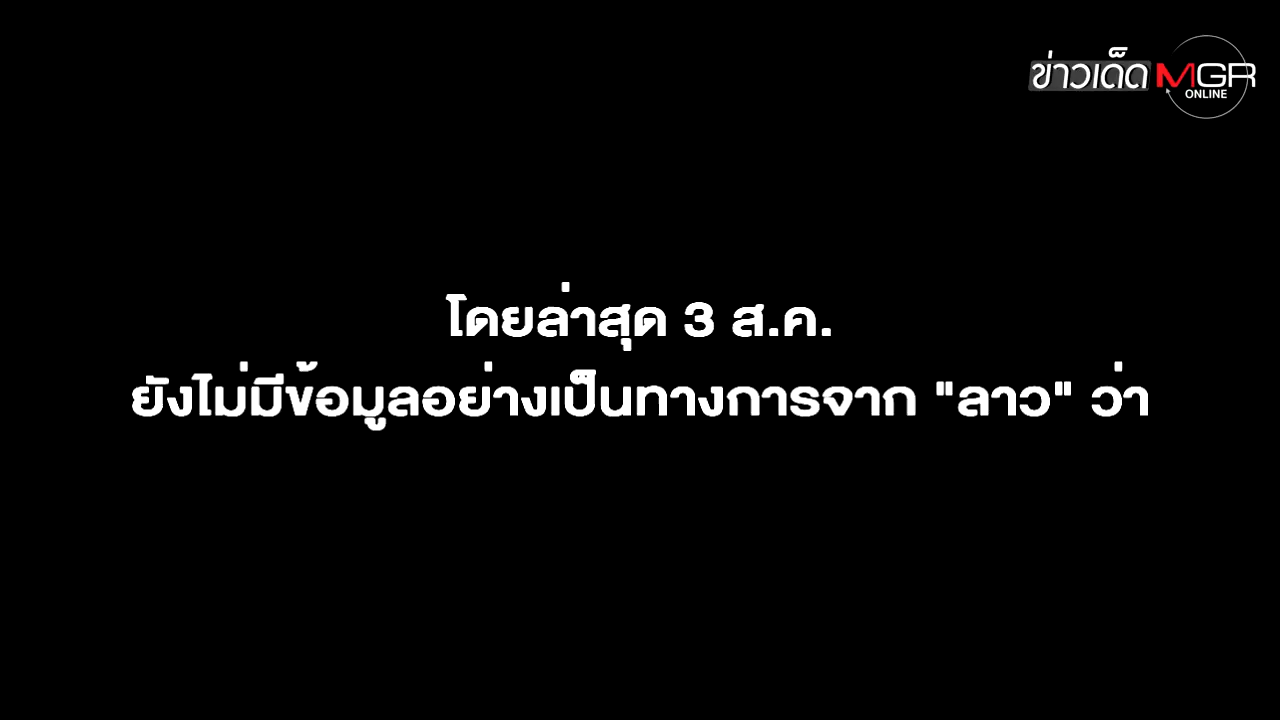 ข่าวเด็ด MGR
ONLINE
โดยล่าสุด 3 ส.ค.
ยังไม่มีข้อมูลอย่างเป็นทางการจาก "ลาว" ว่า